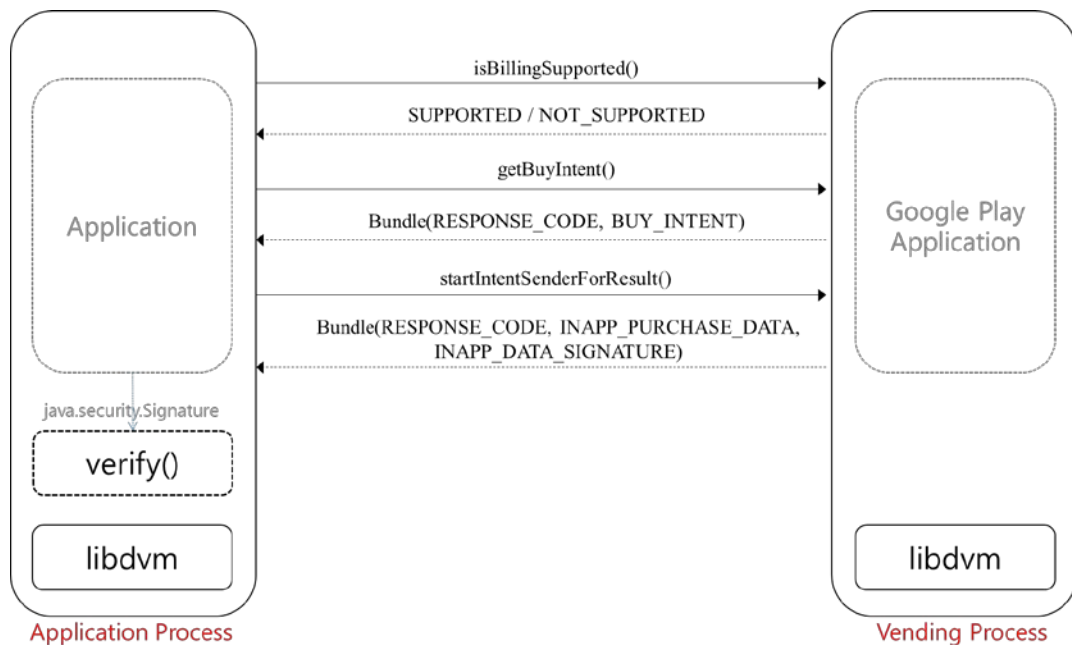 isBillingSupported()
SUPPORTED / NOT_SUPPORTED
getBuyIntent()
Bundle(RESPONSE_CODE, BUY_INTENT)
startIntentSenderForResult()
Bundle(RESPONSE_CODE, INAPP_PURCHASE_DATA,
INAPP_DATA_SIGNATURE)
Application
java.security.Signature
verify()
libdvm
Application Process
Google Play
Application
libdvm
Vending Process